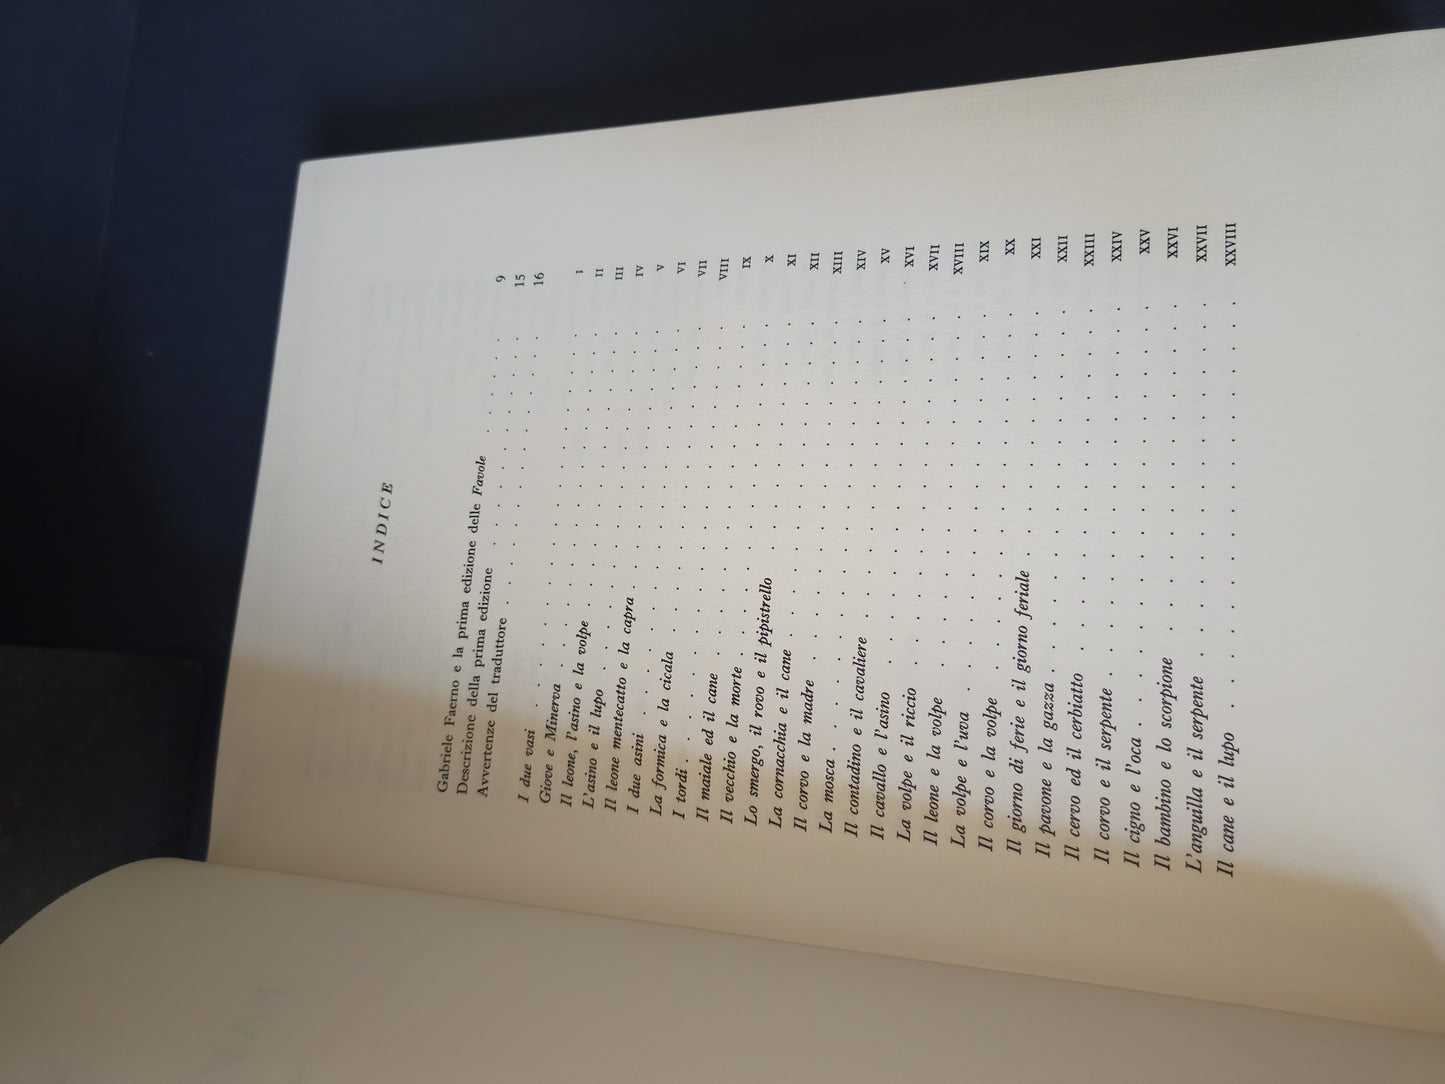 INDICE
Gabriele Faerno e la prima edizione delle Favole . . . . . 9
Descrizione della prima edizione . . . . . . . . 15
Avvertenze del traduttore . . . . . . . . . . 16
I due vasi . . . . . . . . . . . . . I
Giove e Minerva . . . . . . . . . . . . II
Il leone, l'asino e la volpe . . . . . . . . . . III
L'asino e il lupo . . . . . . . . . . . . IV
Il leone mentecatto e la capra . . . . . . . . . V
I due asini . . . . . . . . . . . . . VI
La formica e la cicala . . . . . . . . . . . VII
I tordi . . . . . . . . . . . . . . VIII
Il maiale ed il cane . . . . . . . . . . . IX
Il vecchio e la morte . . . . . . . . . . . X
Lo smergo, il rovo e il pipistrello . . . . . . . . XI
La cornacchia e il cane . . . . . . . . . . XII
Il corvo e la madre . . . . . . . . . . . XIII
La mosca . . . . . . . . . . . . . XIV
Il contadino e il cavaliere . . . . . . . . . . XV
Il cavallo e l'asino . . . . . . . . . . . XVI
La volpe e il riccio . . . . . . . . . . . XVII
Il leone e la volpe . . . . . . . . . . . XVIII
La volpe e l'uva . . . . . . . . . . . . XIX
Il corvo e la volpe . . . . . . . . . . . XX
Il giorno di ferie e il giorno feriale . . . . . . . . XXI
Il pavone e la gazza . . . . . . . . . . . XXII
Il cervo ed il cerbiatto . . . . . . . . . . XXIII
Il corvo e il serpente . . . . . . . . . . . XXIV
Il cigno e l'oca . . . . . . . . . . . . XXV
Il bambino e lo scorpione . . . . . . . . . . XXVI
L'anguilla e il serpente . . . . . . . . . . XXVII
Il cane e il lupo . . . . . . . . . . . . XXVIII